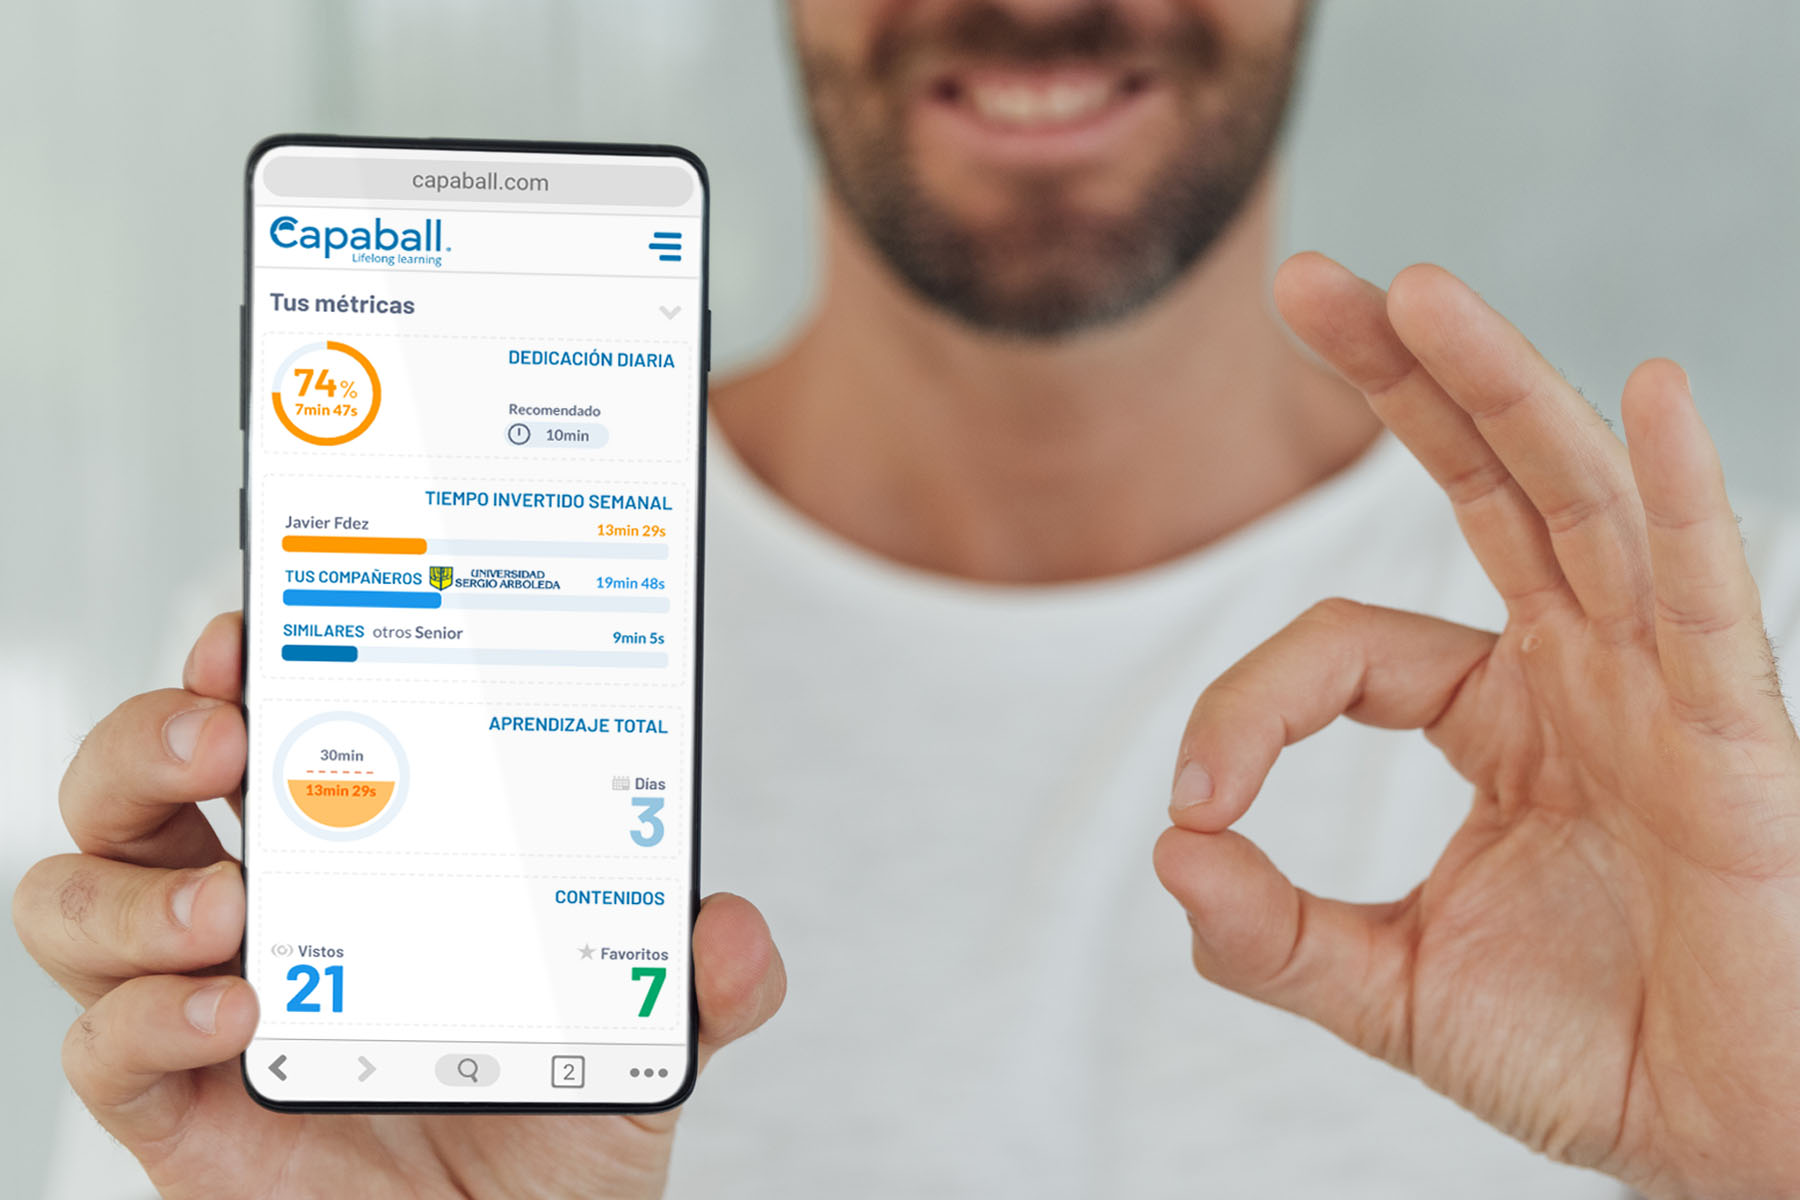 capaball.com
Capaball
Lifelong learning
Tus métricas
74%
7min 47s
DEDICACIÓN DIARIA
Recomendado
10min
TIEMPO INVERTIDO SEMANAL
Javier Fdez 13min 29s
TUS COMPAÑEROS UNIVERSIDAD SERGIO ARBOLEDA 19min 48s
SIMILARES otros Senior 9min 5s
APRENDIZAJE TOTAL
30min
13min 29s
Días
3
CONTENIDOS
Vistos
21
Favoritos
7
2